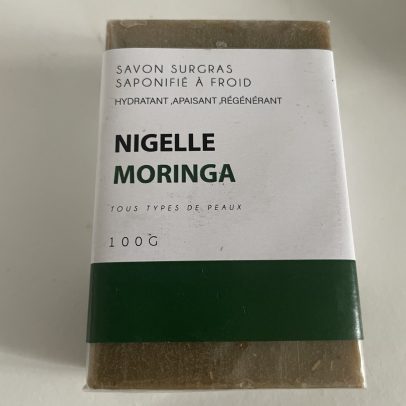 SAVON SURGRAS
SAPONIFIÉ À FROID
HYDRATANT ,APAISANT ,RÉGÉNÉRANT
NIGELLE
MORINGA
TOUS TYPES DE PEAUX
100G